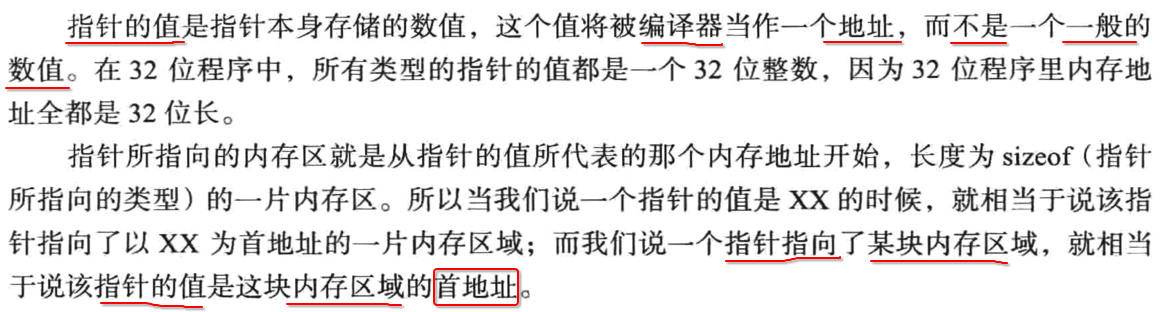 指针的值是指针本身存储的数值，这个值将被编译器当作一个地址，而不是一个一般的
数值。在 32 位程序中，所有类型的指针的值都是一个 32 位整数，因为 32 位程序里内存地
址全都是 32 位长。
指针所指向的内存区就是从指针的值所代表的那个内存地址开始，长度为 sizeof（指针
所指向的类型）的一片内存区。所以当我们说一个指针的值是 XX 的时候，就相当于说该指
针指向了以 XX 为首地址的一片内存区域；而我们说一个指针指向了某块内存区域，就相当
于说该指针的值是这块内存区域的首地址。